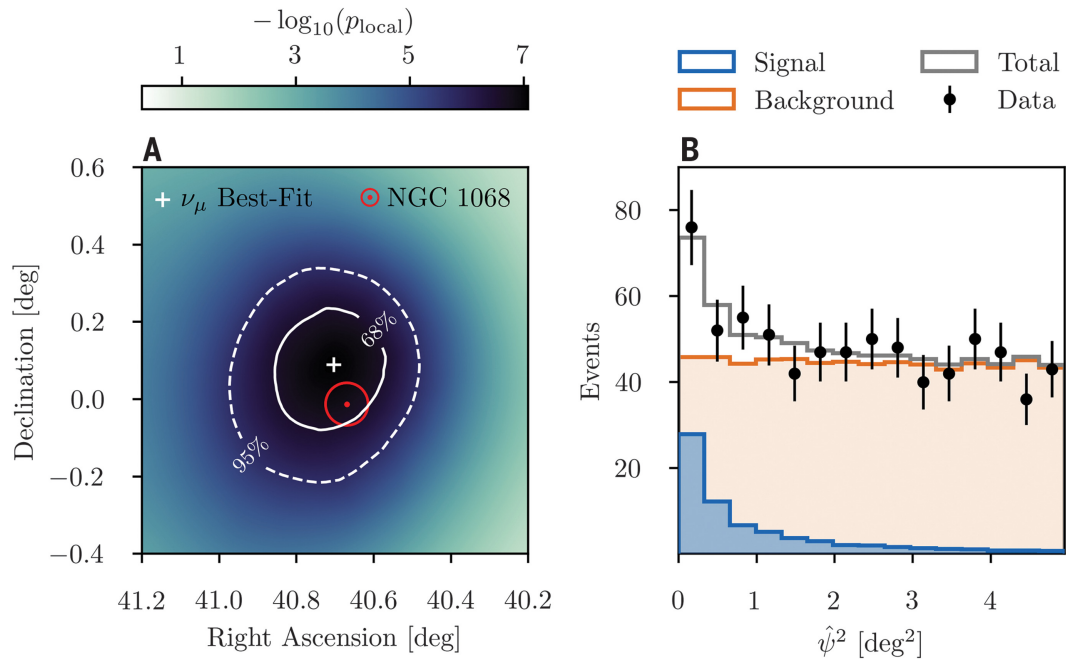 − log₁₀(p_local)
1 3 5 7
A
ν_μ Best-Fit
NGC 1068
68%
95%
0.6
0.4
0.2
0.0
−0.2
−0.4
Declination [deg]
41.2 41.0 40.8 40.6 40.4 40.2
Right Ascension [deg]
Signal
Total
Background
Data
B
80
60
40
20
Events
0 1 2 3 4
ψ̂² [deg²]